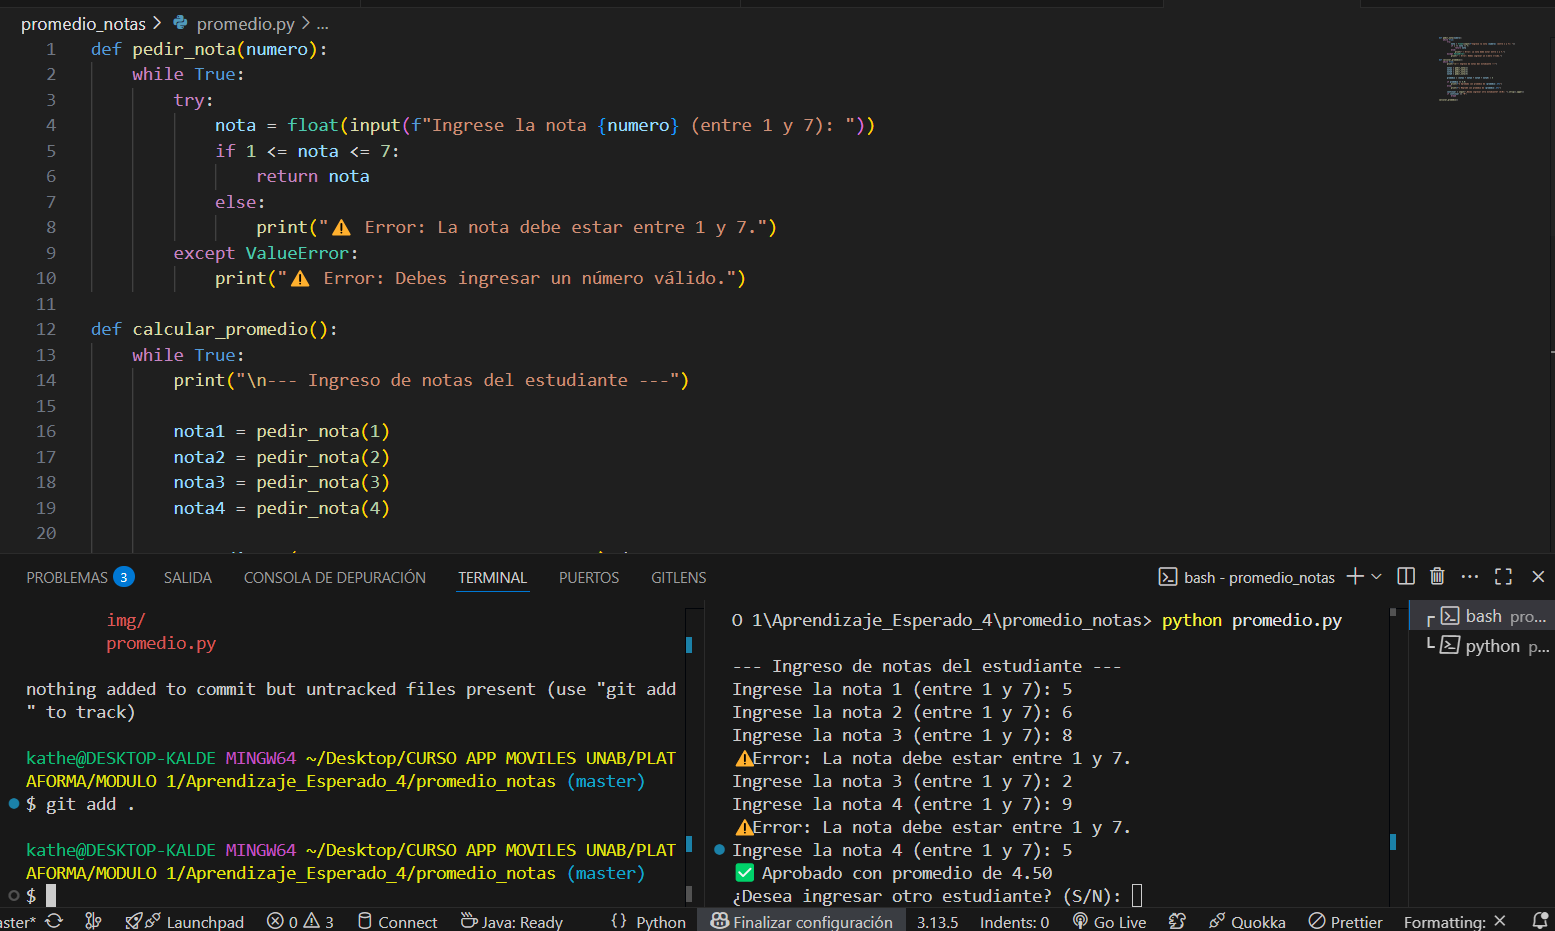 promedio_notas > promedio.py > ...
1 def pedir_nota(numero):
2 while True:
3 try:
4 nota = float(input(f"Ingrese la nota {numero} (entre 1 y 7): "))
5 if 1 <= nota <= 7:
6 return nota
7 else:
8 print("⚠️ Error: La nota debe estar entre 1 y 7.")
9 except ValueError:
10 print("⚠️ Error: Debes ingresar un número válido.")
11
12 def calcular_promedio():
13 while True:
14 print("\n--- Ingreso de notas del estudiante ---")
15
16 nota1 = pedir_nota(1)
17 nota2 = pedir_nota(2)
18 nota3 = pedir_nota(3)
19 nota4 = pedir_nota(4)
20
PROBLEMAS 3 SALIDA CONSOLA DE DEPURACIÓN TERMINAL PUERTOS GITLENS
bash - promedio_notas
img/
promedio.py
nothing added to commit but untracked files present (use "git add
" to track)
kathe@DESKTOP-KALDE MINGW64 ~/Desktop/CURSO APP MOVILES UNAB/PLAT
AFORMA/MODULO 1/Aprendizaje_Esperado_4/promedio_notas (master)
$ git add .
kathe@DESKTOP-KALDE MINGW64 ~/Desktop/CURSO APP MOVILES UNAB/PLAT
AFORMA/MODULO 1/Aprendizaje_Esperado_4/promedio_notas (master)
$
O 1\Aprendizaje_Esperado_4\promedio_notas> python promedio.py
--- Ingreso de notas del estudiante ---
Ingrese la nota 1 (entre 1 y 7): 5
Ingrese la nota 2 (entre 1 y 7): 6
Ingrese la nota 3 (entre 1 y 7): 8
⚠️Error: La nota debe estar entre 1 y 7.
Ingrese la nota 3 (entre 1 y 7): 2
Ingrese la nota 4 (entre 1 y 7): 9
⚠️Error: La nota debe estar entre 1 y 7.
Ingrese la nota 4 (entre 1 y 7): 5
✅ Aprobado con promedio de 4.50
¿Desea ingresar otro estudiante? (S/N):
bash pro...
python p...
aster* Launchpad 0 3 Connect Java: Ready {} Python Finalizar configuración 3.13.5 Indents: 0 Go Live Quokka Prettier Formatting: ×